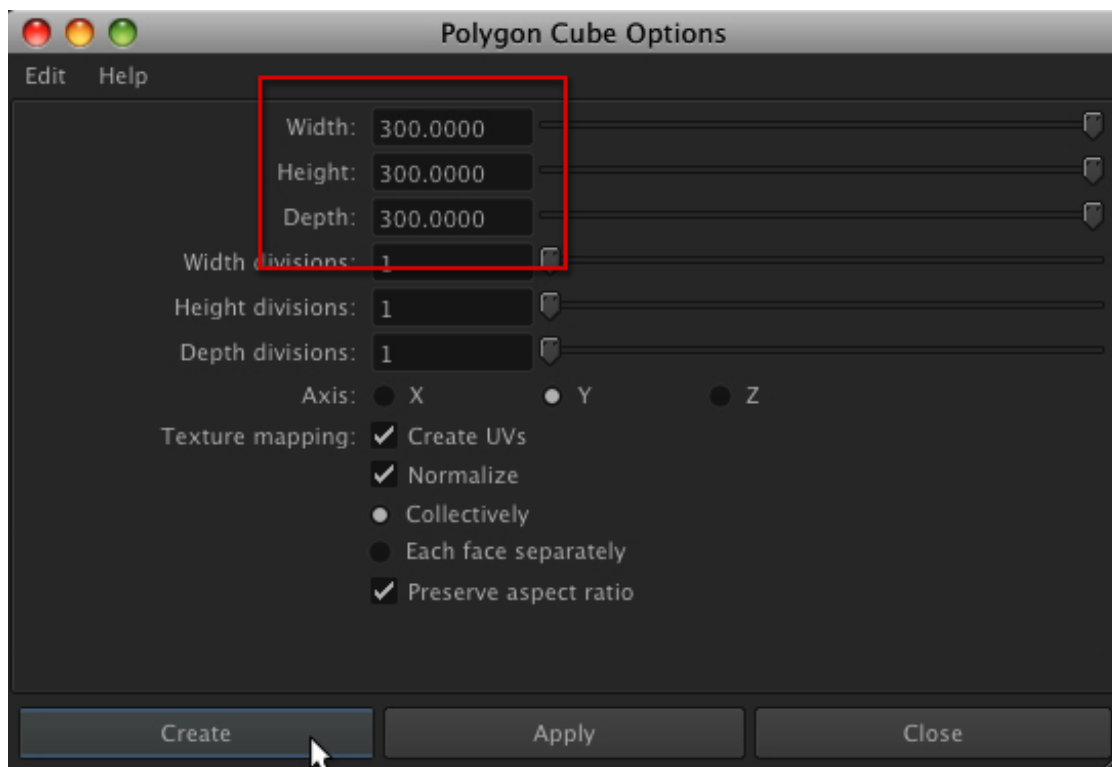 Polygon Cube Options
Edit Help
Width: 300.0000
Height: 300.0000
Depth: 300.0000
Width divisions: 1
Height divisions: 1
Depth divisions: 1
Axis: X Y Z
Texture mapping: Create UVs
Normalize
Collectively
Each face separately
Preserve aspect ratio
Create Apply Close